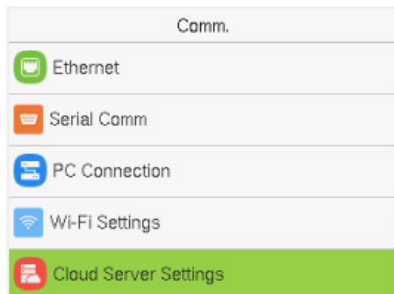 Comm.
Ethernet
Serial Comm
PC Connection
Wi-Fi Settings
Cloud Server Settings